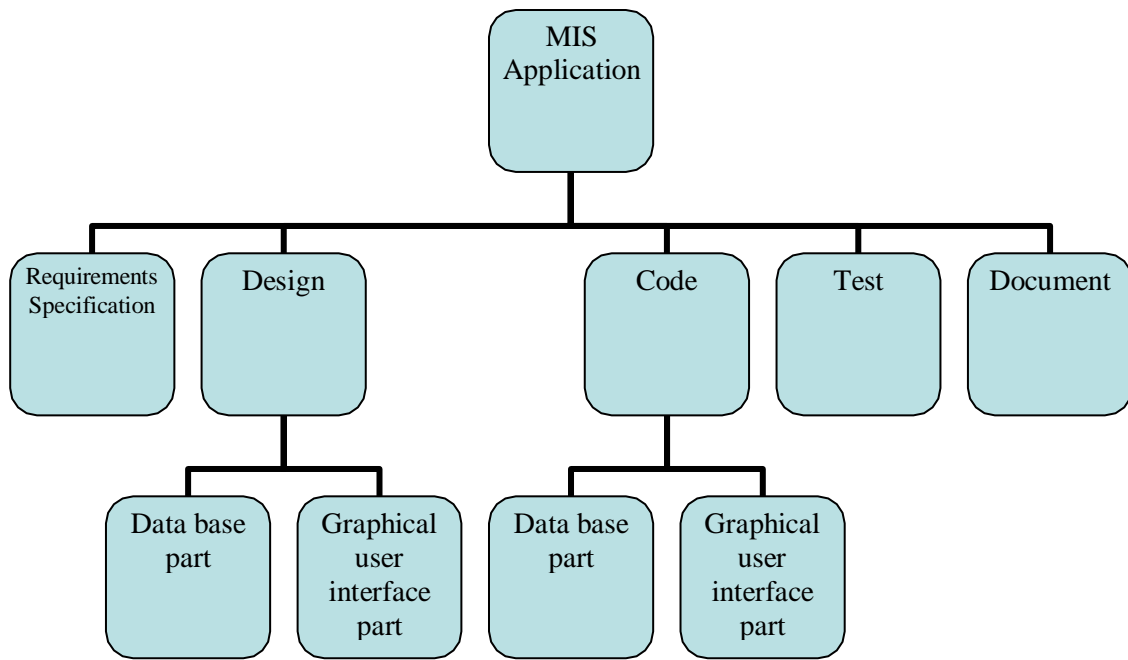 MIS
Application
Requirements
Specification
Design
Code
Test
Document
Data base
part
Graphical
user
interface
part
Data base
part
Graphical
user
interface
part